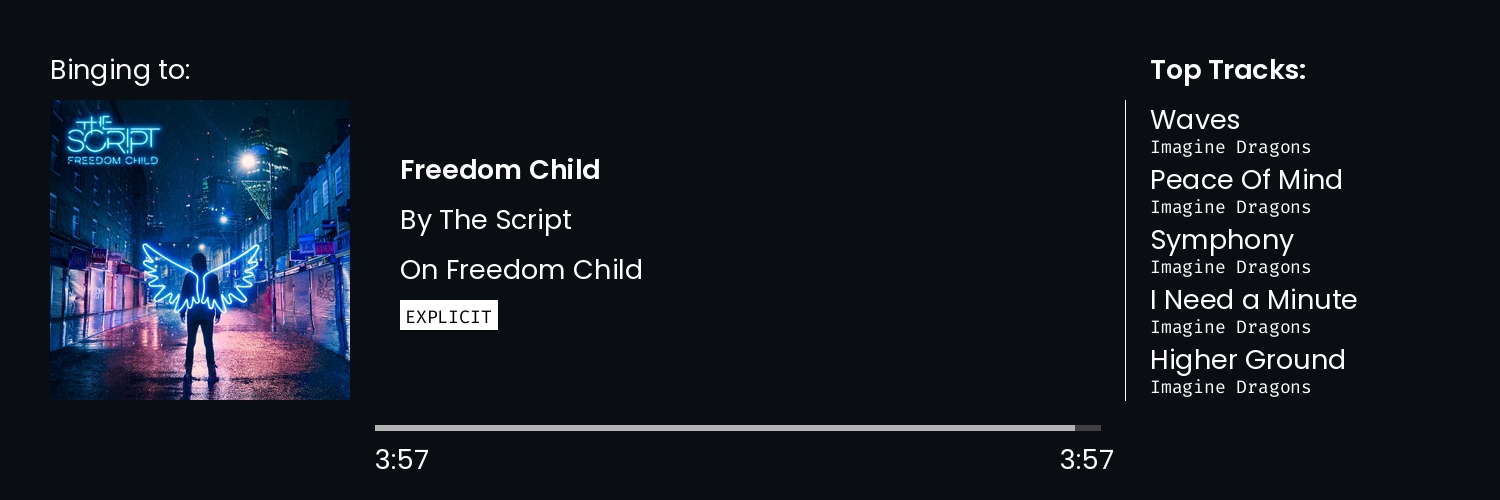 Binging to:
THE
SCRIPT
FREEDOM CHILD
Freedom Child
By The Script
On Freedom Child
EXPLICIT
3:57
3:57
Top Tracks:
Waves
Imagine Dragons
Peace Of Mind
Imagine Dragons
Symphony
Imagine Dragons
I Need a Minute
Imagine Dragons
Higher Ground
Imagine Dragons